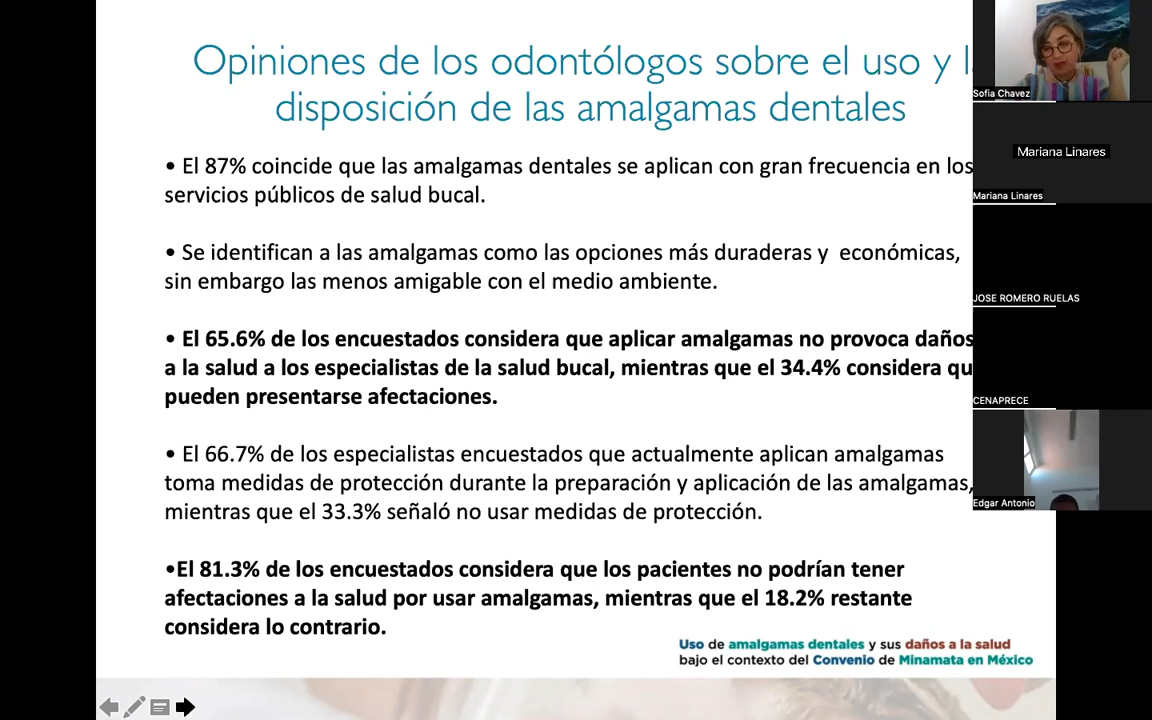 Opiniones de los odontólogos sobre el uso y l
disposición de las amalgamas dentales
• El 87% coincide que las amalgamas dentales se aplican con gran frecuencia en los
servicios públicos de salud bucal.
• Se identifican a las amalgamas como las opciones más duraderas y económicas,
sin embargo las menos amigable con el medio ambiente.
• El 65.6% de los encuestados considera que aplicar amalgamas no provoca daños
a la salud a los especialistas de la salud bucal, mientras que el 34.4% considera qu
pueden presentarse afectaciones.
• El 66.7% de los especialistas encuestados que actualmente aplican amalgamas
toma medidas de protección durante la preparación y aplicación de las amalgamas,
mientras que el 33.3% señaló no usar medidas de protección.
•El 81.3% de los encuestados considera que los pacientes no podrían tener
afectaciones a la salud por usar amalgamas, mientras que el 18.2% restante
considera lo contrario.
Uso de amalgamas dentales y sus daños a la salud
bajo el contexto del Convenio de Minamata en México
Sofia Chavez
Mariana Linares
Mariana Linares
JOSE ROMERO RUELAS
CENAPRECE
Edgar Antonio